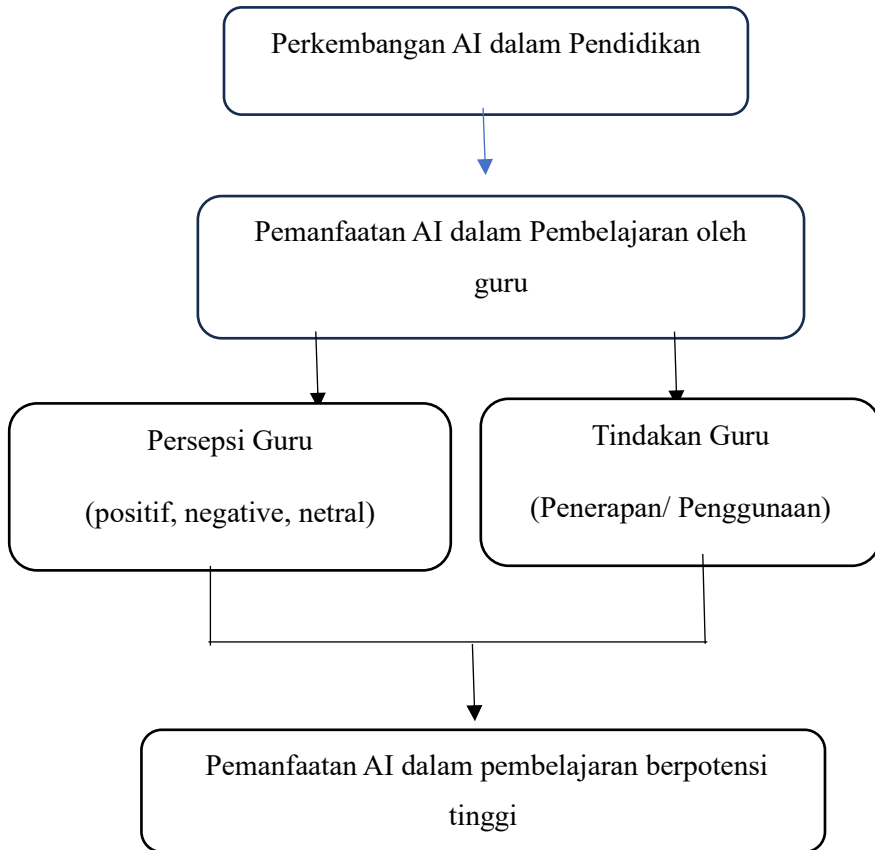 Perkembangan AI dalam Pendidikan
Pemanfaatan AI dalam Pembelajaran oleh
guru
Persepsi Guru
(positif, negative, netral)
Tindakan Guru
(Penerapan/ Penggunaan)
Pemanfaatan AI dalam pembelajaran berpotensi
tinggi